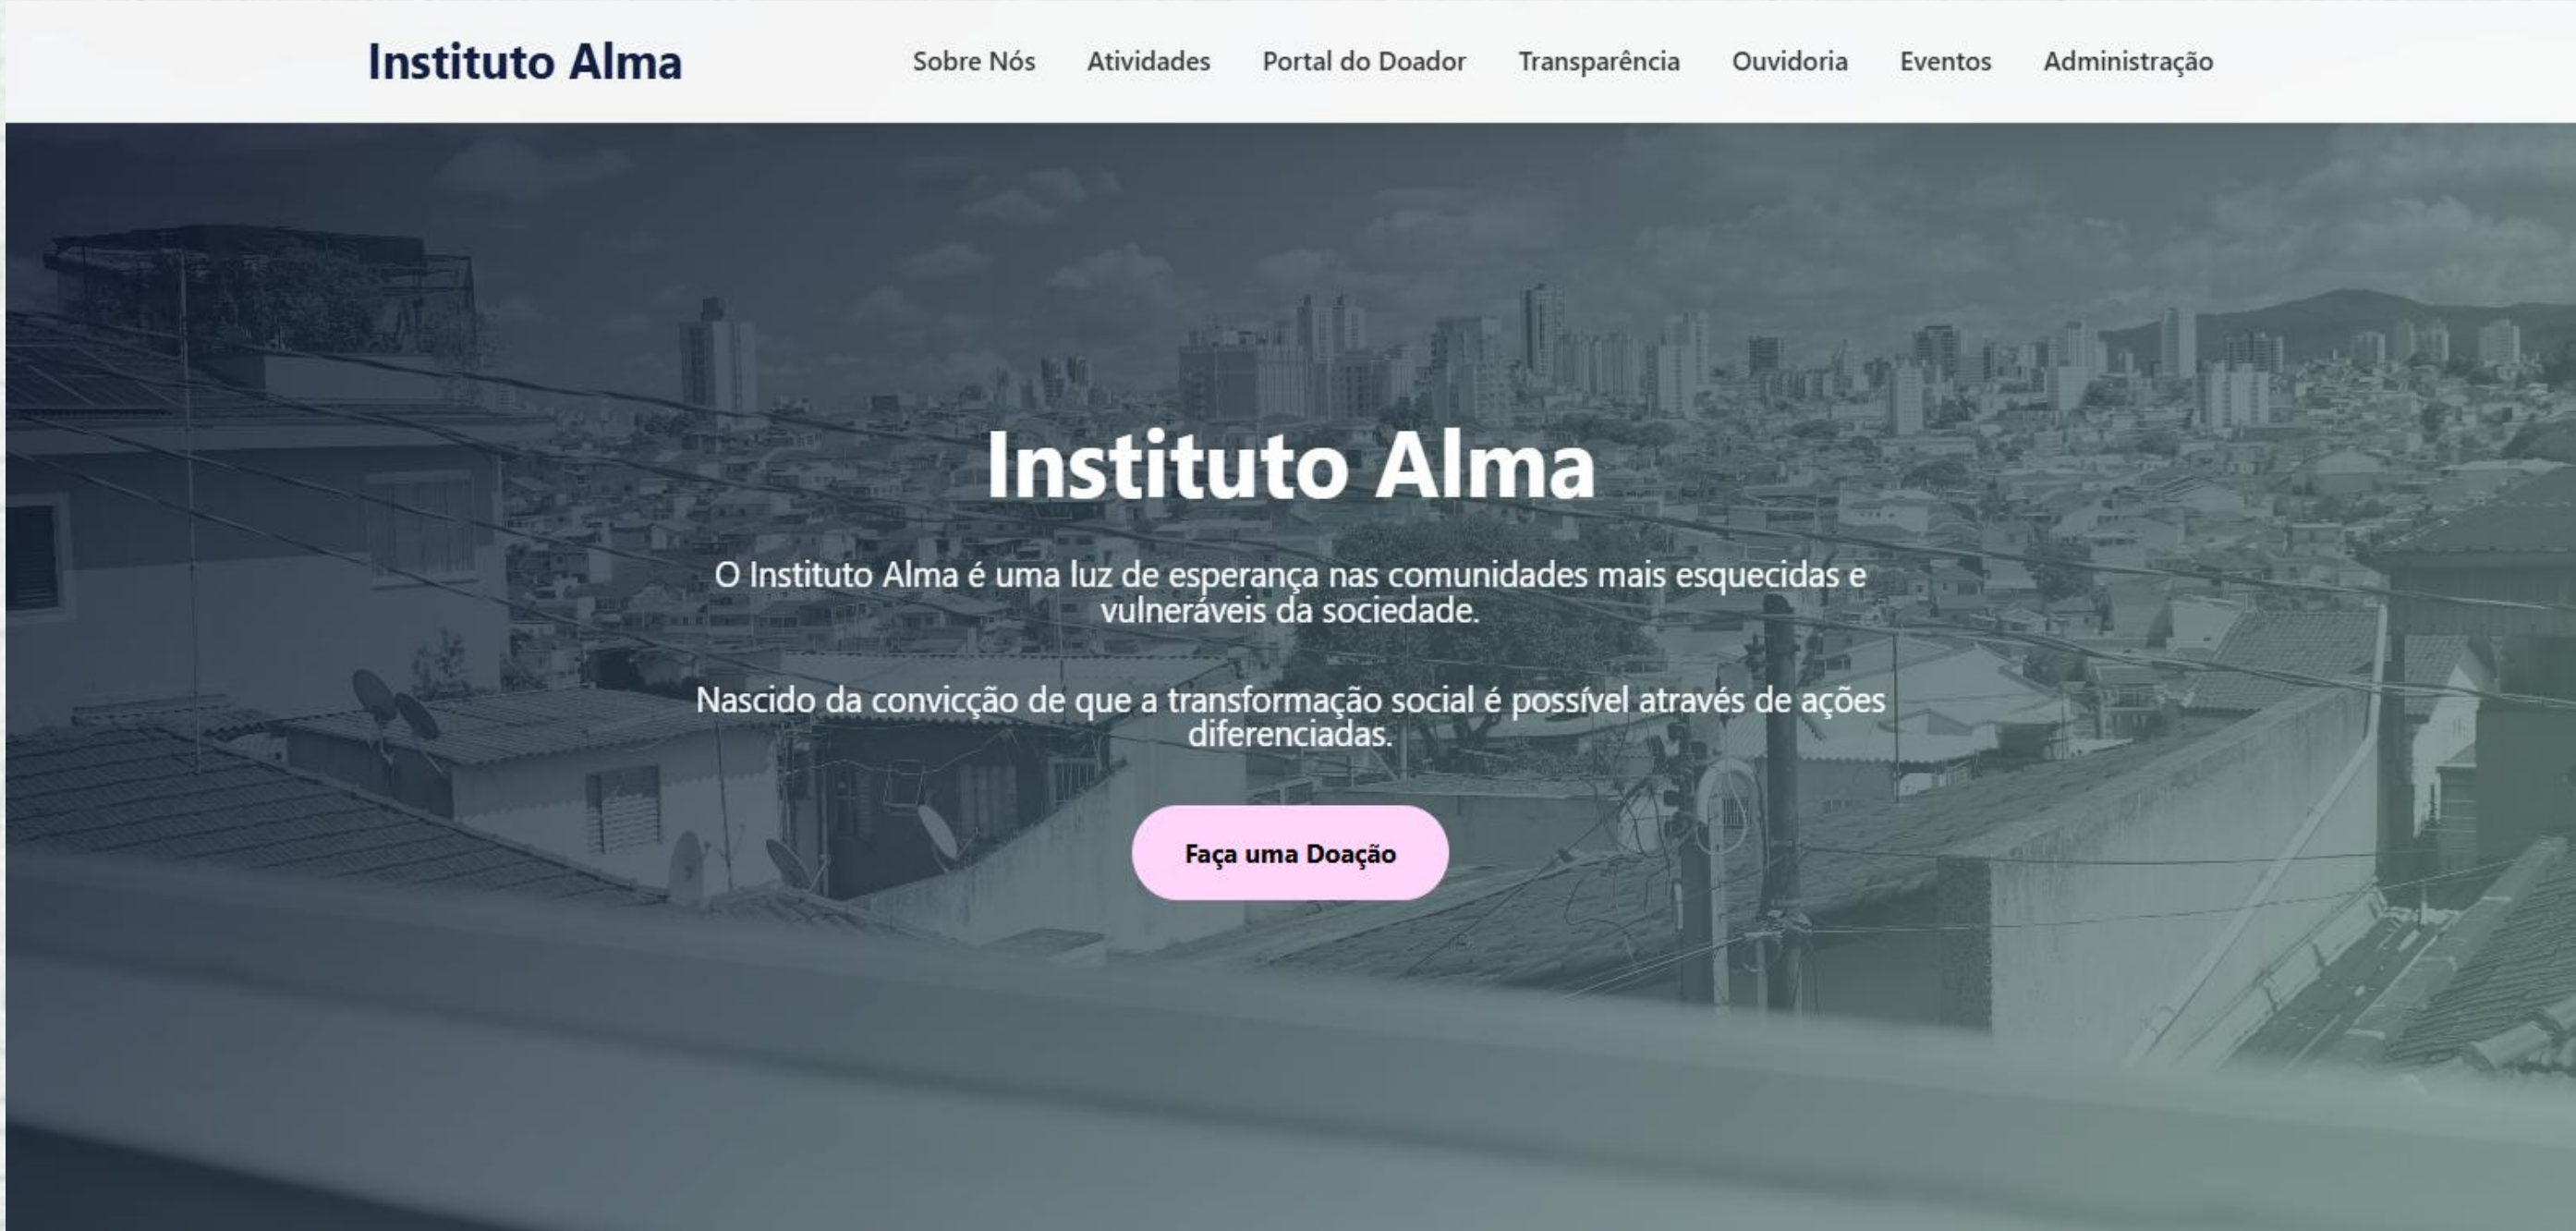 Instituto Alma
Sobre Nós Atividades Portal do Doador Transparência Ouvidoria Eventos Administração
Instituto Alma
O Instituto Alma é uma luz de esperança nas comunidades mais esquecidas e
vulneráveis da sociedade.
Nascido da convicção de que a transformação social é possível através de ações
diferenciadas.
Faça uma Doação